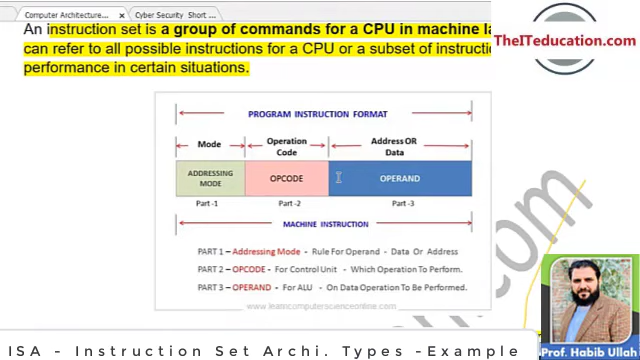 Computer Architecture... x
Cyber Security Short ... x
An instruction set is a group of commands for a CPU in machine
can refer to all possible instructions for a CPU or a subset of
performance in certain situations.
TheITeducation.com
PROGRAM INSTRUCTION FORMAT
Mode
Operation
Code
Address OR
Data
ADDRESSING
MODE
OPCODE
OPERAND
Part -1
Part -2
Part -3
MACHINE INSTRUCTION
PART 1 – Addressing Mode - Rule For Operand - Data Or Address
PART 2 – OPCODE - For Control Unit - Which Operation To Perform.
PART 3 – OPERAND - For ALU - On Data Operation To Be Performed.
www.learncomputerscienceonline.com
com
ISA - Instruction Set Archi. Types -Example
Prof. Habib Ullah